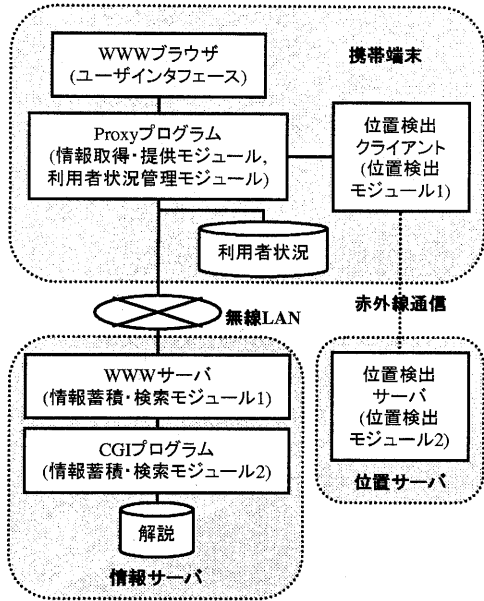 WWWブラウザ
(ユーザインタフェース)
携帯端末
Proxyプログラム
(情報取得・提供モジュール,
利用者状況管理モジュール)
位置検出
クライアント
(位置検出
モジュール1)
利用者状況
無線LAN
赤外線通信
WWWサーバ
(情報蓄積・検索モジュール1)
CGIプログラム
(情報蓄積・検索モジュール2)
解説
情報サーバ
位置検出
サーバ
(位置検出
モジュール2)
位置サーバ